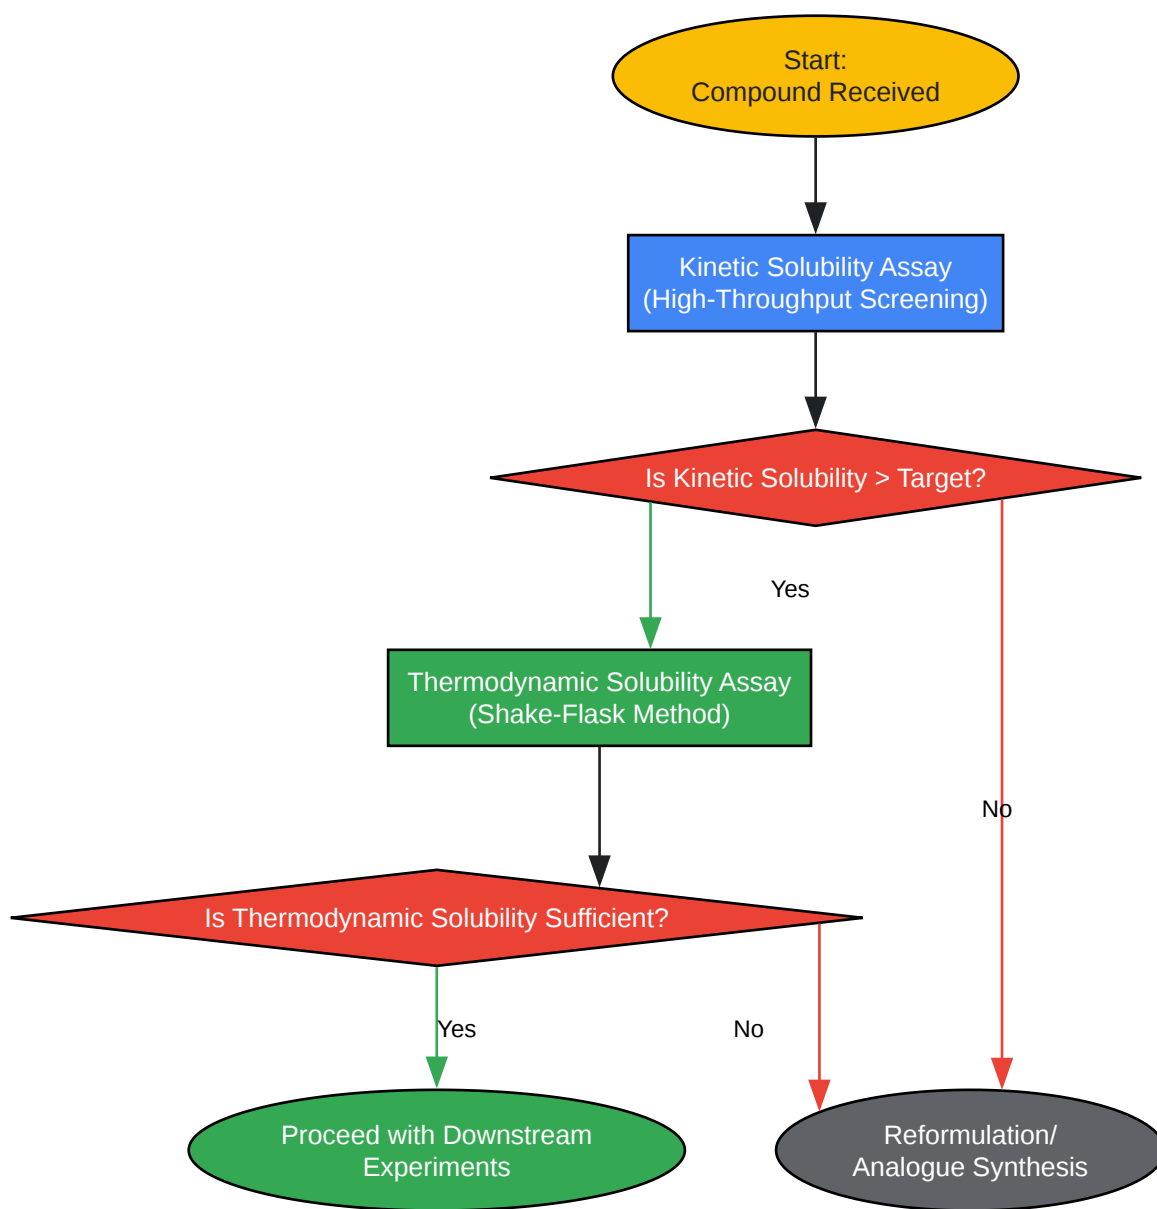 Start:
Compound Received
Kinetic Solubility Assay
(High-Throughput Screening)
Is Kinetic Solubility > Target?
Yes
Thermodynamic Solubility Assay
(Shake-Flask Method)
No
Is Thermodynamic Solubility Sufficient?
Yes
No
Proceed with Downstream
Experiments
Reformulation/
Analogue Synthesis